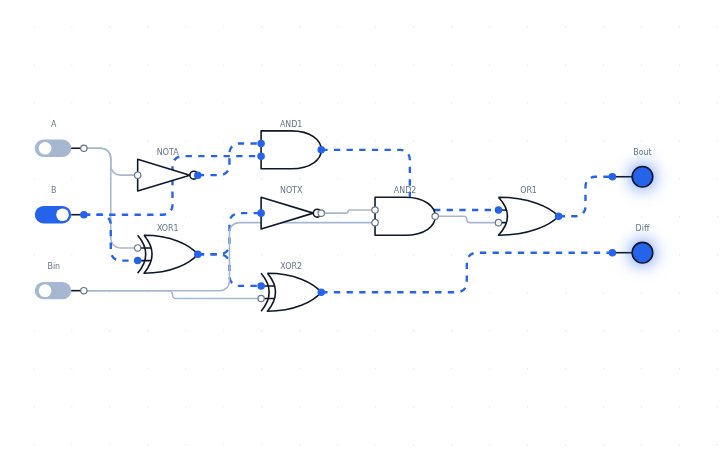 A
NOTA
AND1
Bout
B
NOTX
AND2
OR1
XOR1
Diff
Bin
XOR2